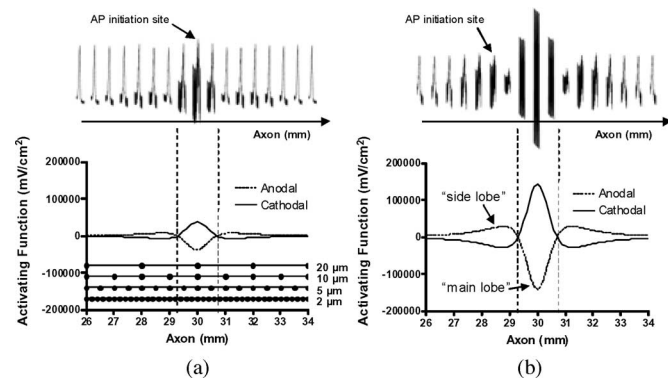 AP initiation site
Axon (mm)
Activating Function (mV/cm²)
200000
100000
0
-100000
-200000
Anodal
Cathodal
20 µm
10 µm
5 µm
2 µm
26 27 28 29 30 31 32 33 34
Axon (mm)
(a)
AP initiation site
Axon (mm)
Activating Function (mV/cm²)
200000
100000
0
-100000
-200000
"side lobe"
Anodal
Cathodal
"main lobe"
26 27 28 29 30 31 32 33 34
Axon (mm)
(b)